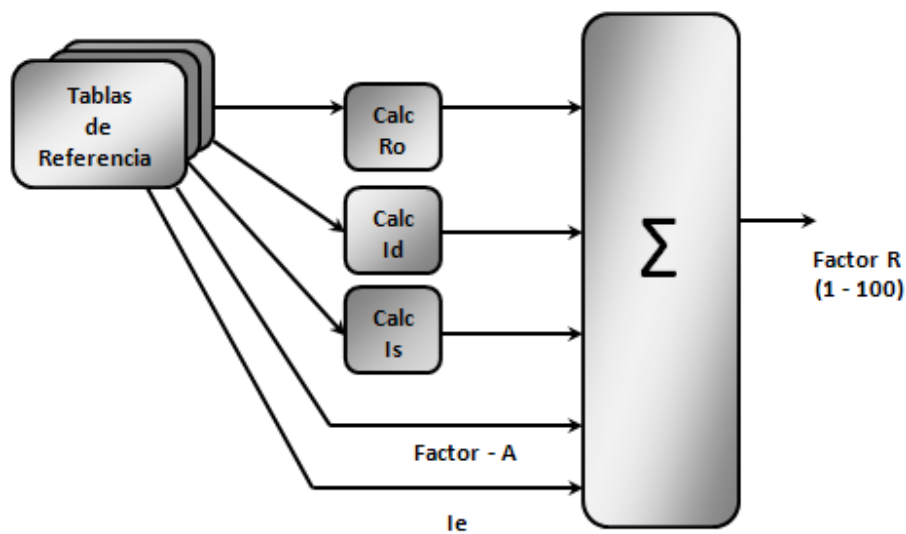 Tablas
de
Referencia
Calc
Ro
Calc
Id
Calc
Is
Factor - A
Ie
Σ
Factor R
(1 - 100)